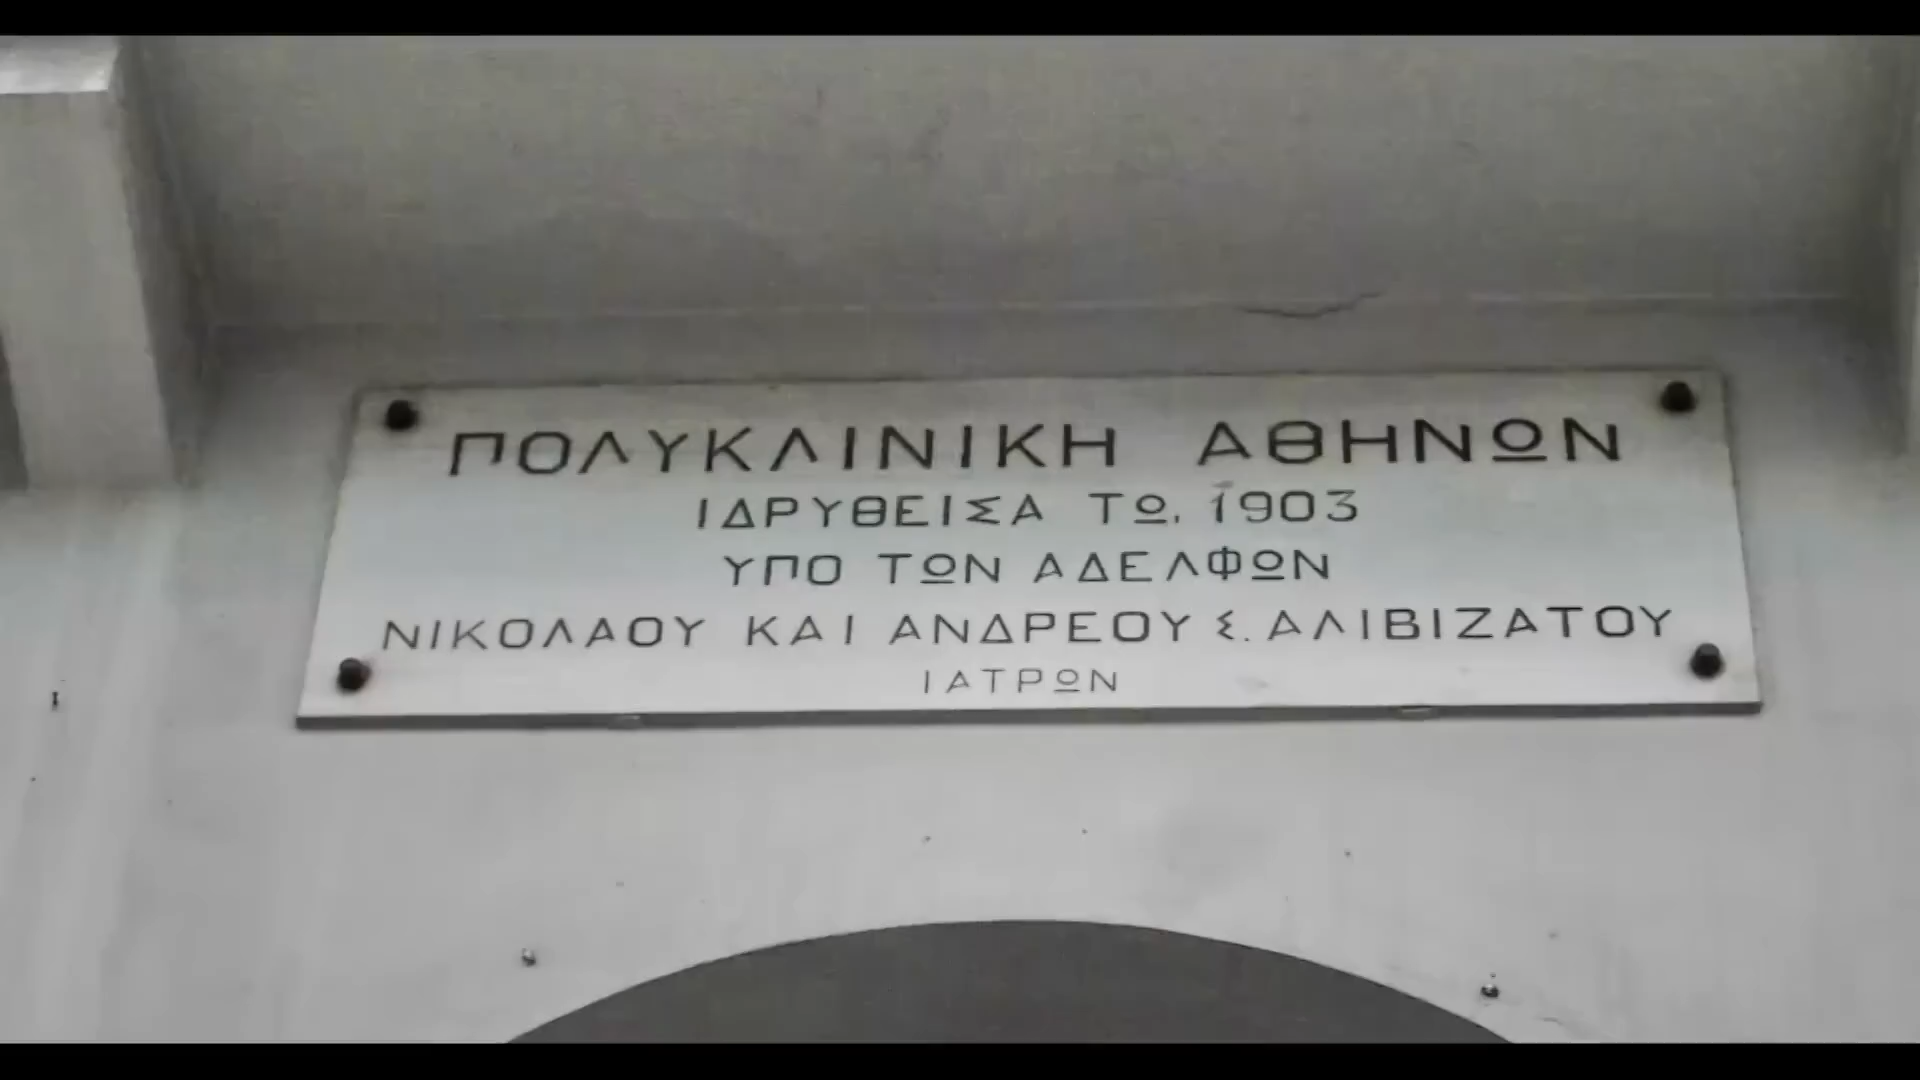 ΠΟΛΥΚΛΙΝΙΚΗ ΑΘΗΝΩΝ
ΙΔΡΥΘΕΙΣΑ ΤΩ, 1903
ΥΠΟ ΤΩΝ ΑΔΕΛΦΩΝ
ΝΙΚΟΛΑΟΥ ΚΑΙ ΑΝΔΡΕΟΥ Σ. ΑΛΙΒΙΖΑΤΟΥ
ΙΑΤΡΩΝ